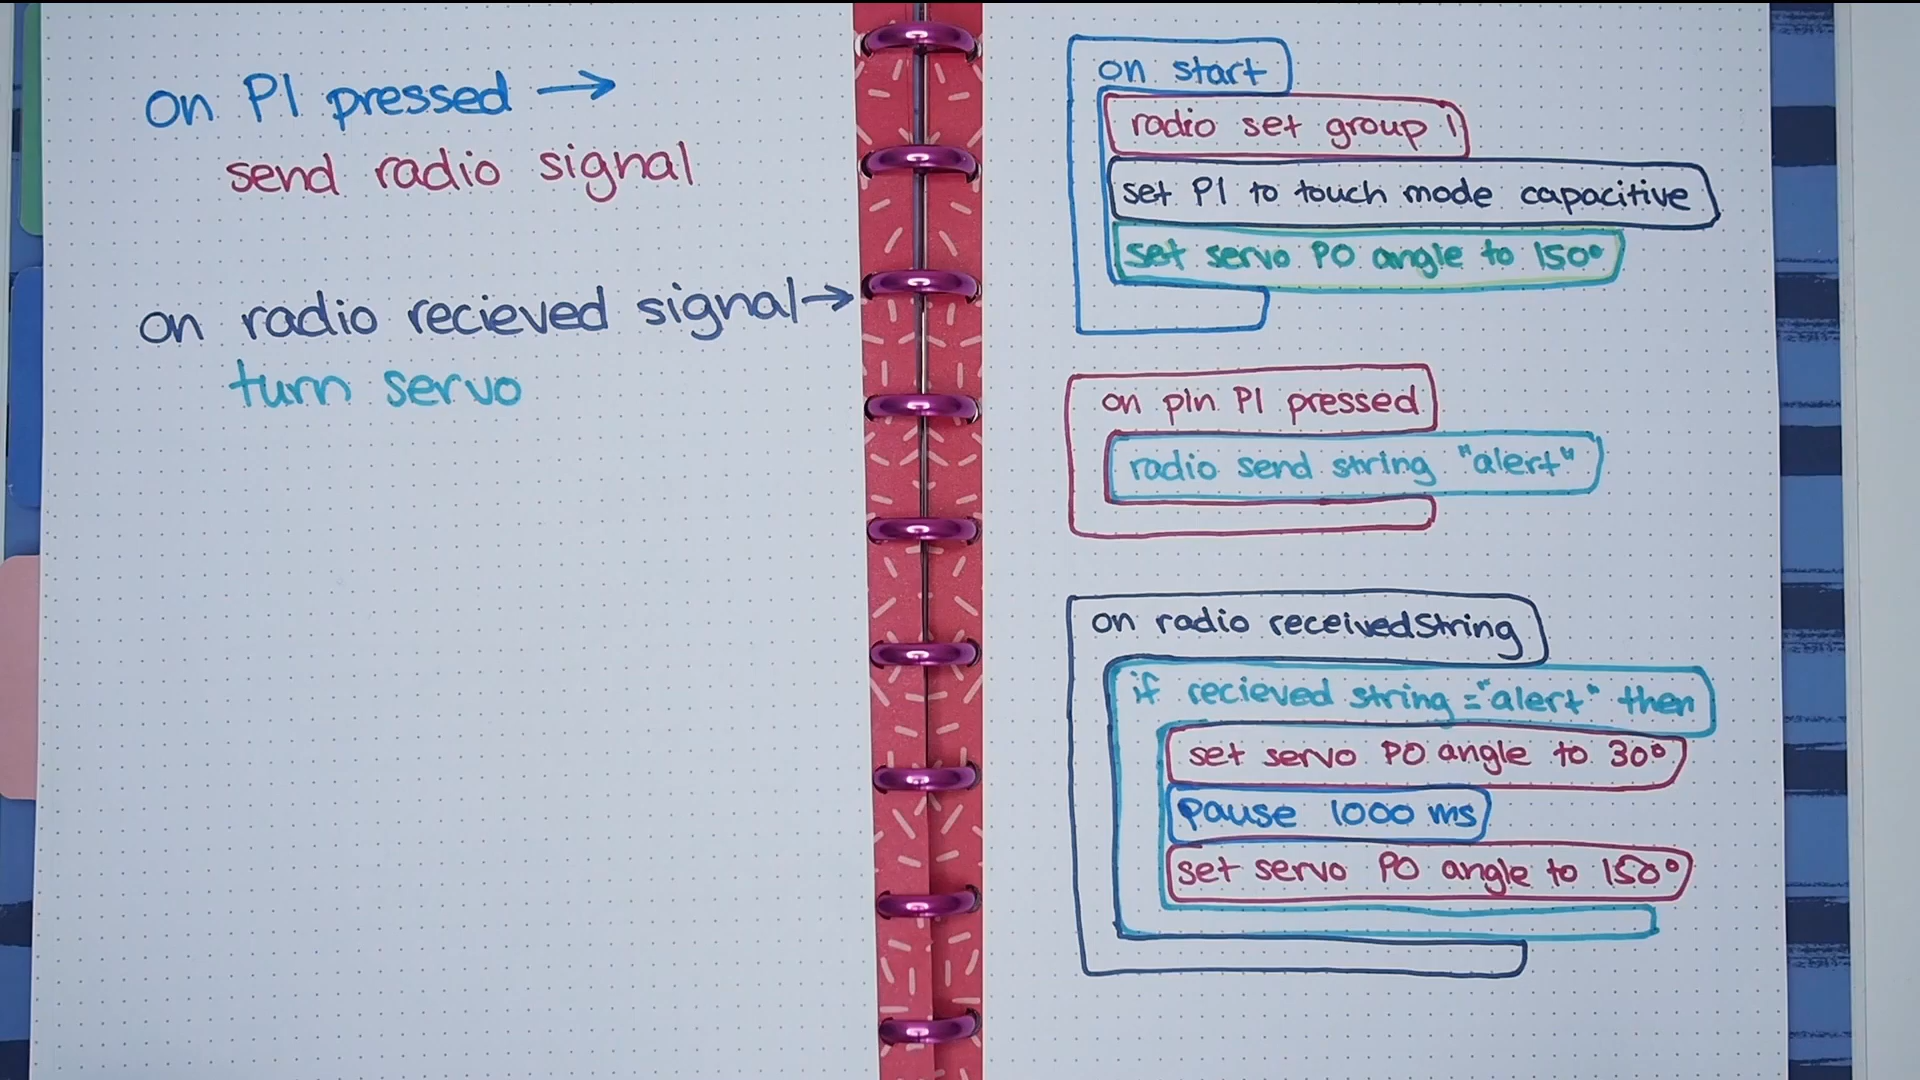 on P1 pressed →
send radio signal
on radio recieved signal →
turn servo
on start
radio set group 1
set P1 to touch mode capacitive
set servo P0 angle to 150°
on pin P1 pressed
radio send string "alert"
on radio receivedString
if recieved string = "alert" then
set servo P0 angle to 30°
pause 1000 ms
set servo P0 angle to 150°